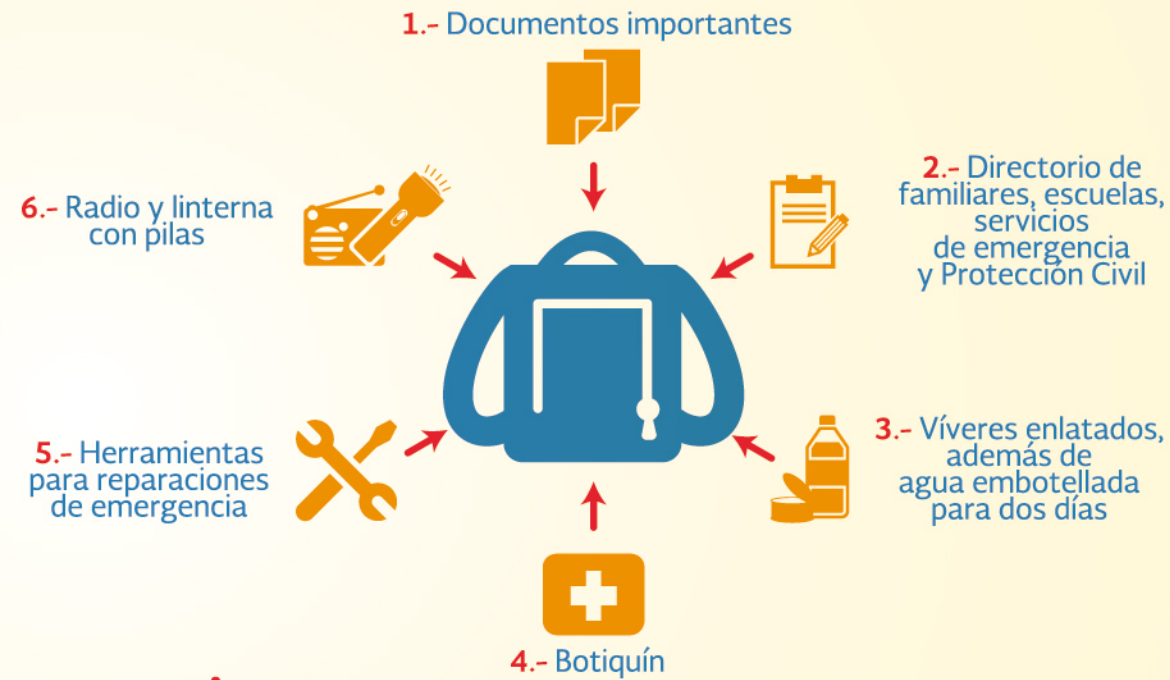 1.- Documentos importantes
2.- Directorio de
familiares, escuelas,
servicios
de emergencia
y Protección Civil
3.- Víveres enlatados,
además de
agua embotellada
para dos días
4.- Botiquín
5.- Herramientas
para reparaciones
de emergencia
6.- Radio y linterna
con pilas